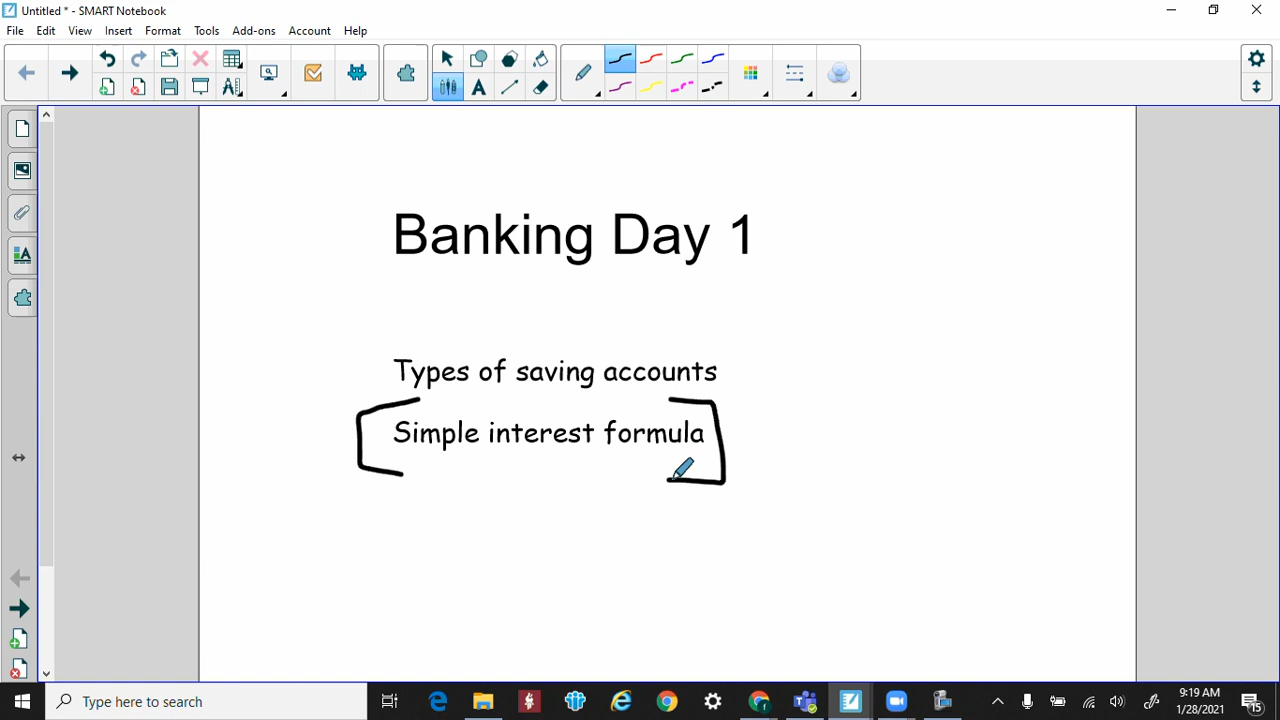 Untitled * - SMART Notebook
File Edit View Insert Format Tools Add-ons Account Help
Banking Day 1
Types of saving accounts
Simple interest formula
Type here to search
9:19 AM
1/28/2021
15